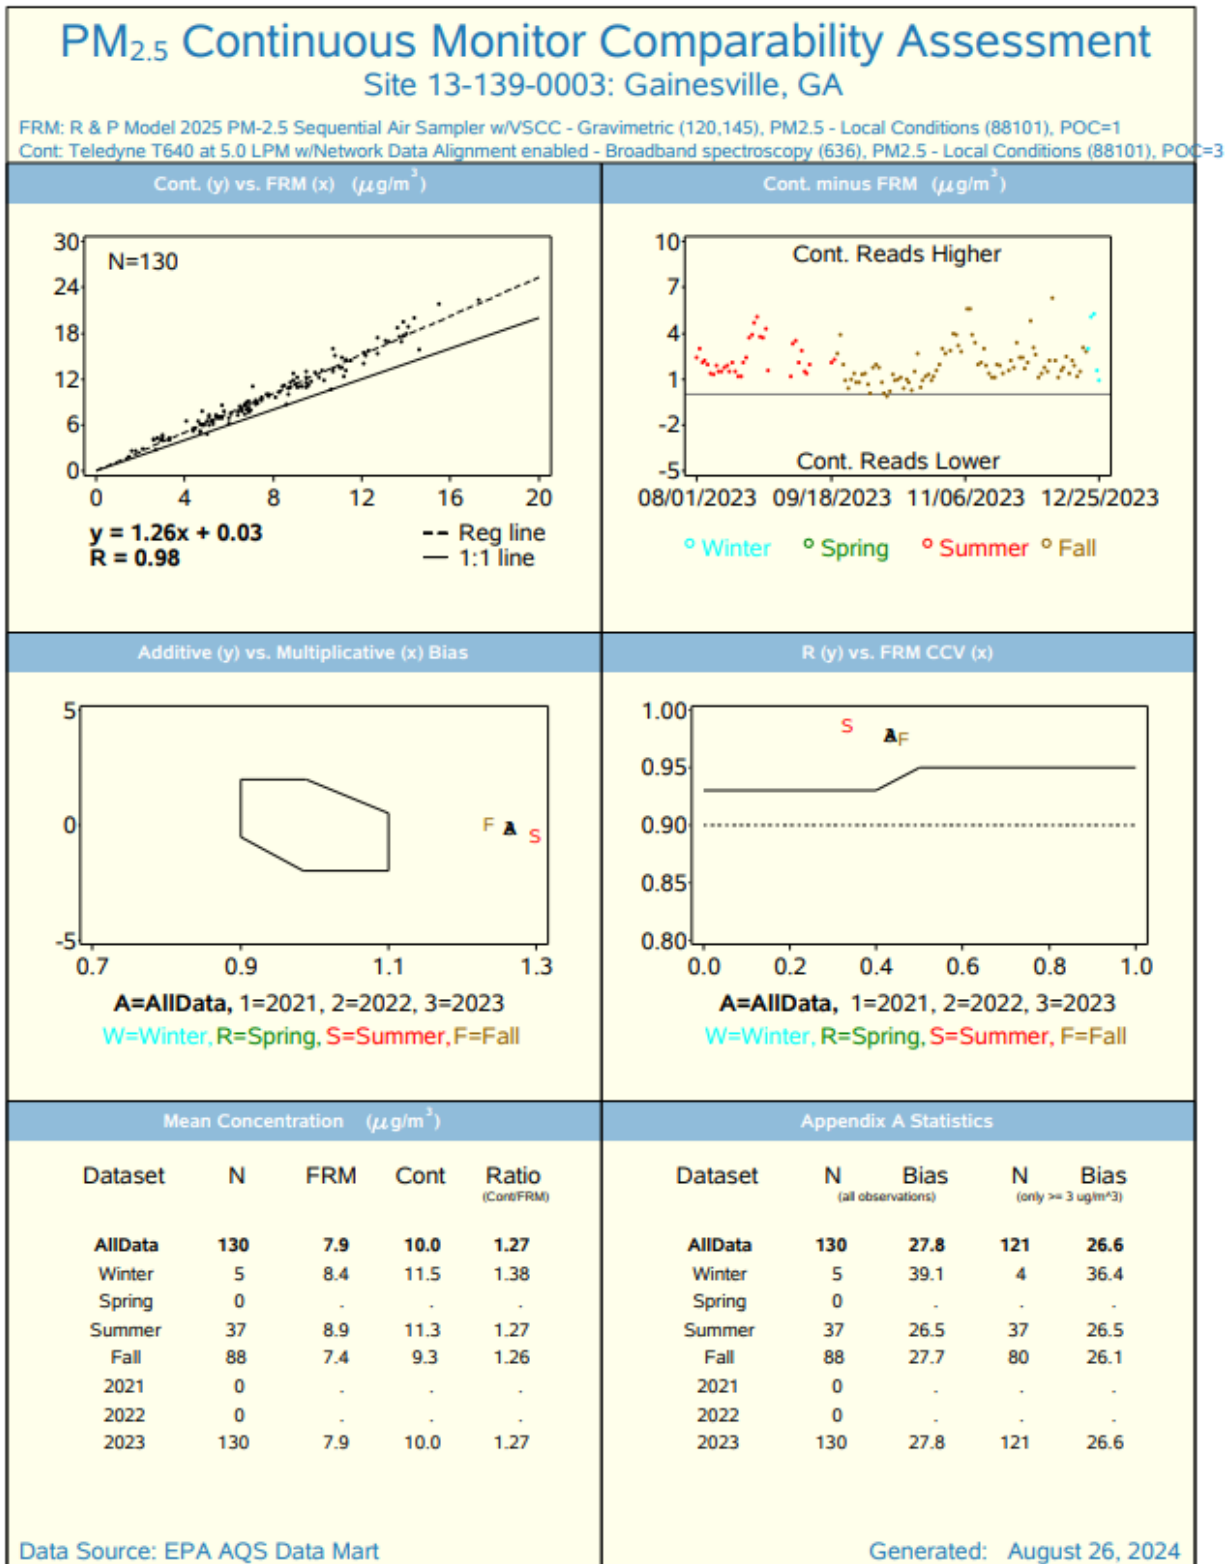 PM2.5 Continuous Monitor Comparability Assessment
Site 13-139-0003: Gainesville, GA
FRM: R & P Model 2025 PM-2.5 Sequential Air Sampler w/VSCC - Gravimetric (120,145), PM2.5 - Local Conditions (88101), POC=1
Cont: Teledyne T640 at 5.0 LPM w/Network Data Alignment enabled - Broadband spectroscopy (636), PM2.5 - Local Conditions (88101), POC=3
Cont. (y) vs. FRM (x) (μg/m³)
30
24
18
12
6
0
N=130
0 4 8 12 16 20
y = 1.26x + 0.03
R = 0.98
Reg line
1:1 line
Cont. minus FRM (μg/m³)
10
7
4
1
-2
-5
Cont. Reads Higher
Cont. Reads Lower
08/01/2023 09/18/2023 11/06/2023 12/25/2023
Winter Spring Summer Fall
Additive (y) vs. Multiplicative (x) Bias
5
0
-5
F A S
0.7 0.9 1.1 1.3
A=AllData, 1=2021, 2=2022, 3=2023
W=Winter, R=Spring, S=Summer, F=Fall
R (y) vs. FRM CCV (x)
1.00
0.95
0.90
0.85
0.80
S A F
0.0 0.2 0.4 0.6 0.8 1.0
A=AllData, 1=2021, 2=2022, 3=2023
W=Winter, R=Spring, S=Summer, F=Fall
Mean Concentration (μg/m³)
Dataset N FRM Cont Ratio
(Cont/FRM)
AllData 130 7.9 10.0 1.27
Winter 5 8.4 11.5 1.38
Spring 0 . . .
Summer 37 8.9 11.3 1.27
Fall 88 7.4 9.3 1.26
2021 0 . . .
2022 0 . . .
2023 130 7.9 10.0 1.27
Appendix A Statistics
Dataset N Bias N Bias
(all observations) (only >= 3 ug/m^3)
AllData 130 27.8 121 26.6
Winter 5 39.1 4 36.4
Spring 0 . . .
Summer 37 26.5 37 26.5
Fall 88 27.7 80 26.1
2021 0 . . .
2022 0 . . .
2023 130 27.8 121 26.6
Data Source: EPA AQS Data Mart
Generated: August 26, 2024